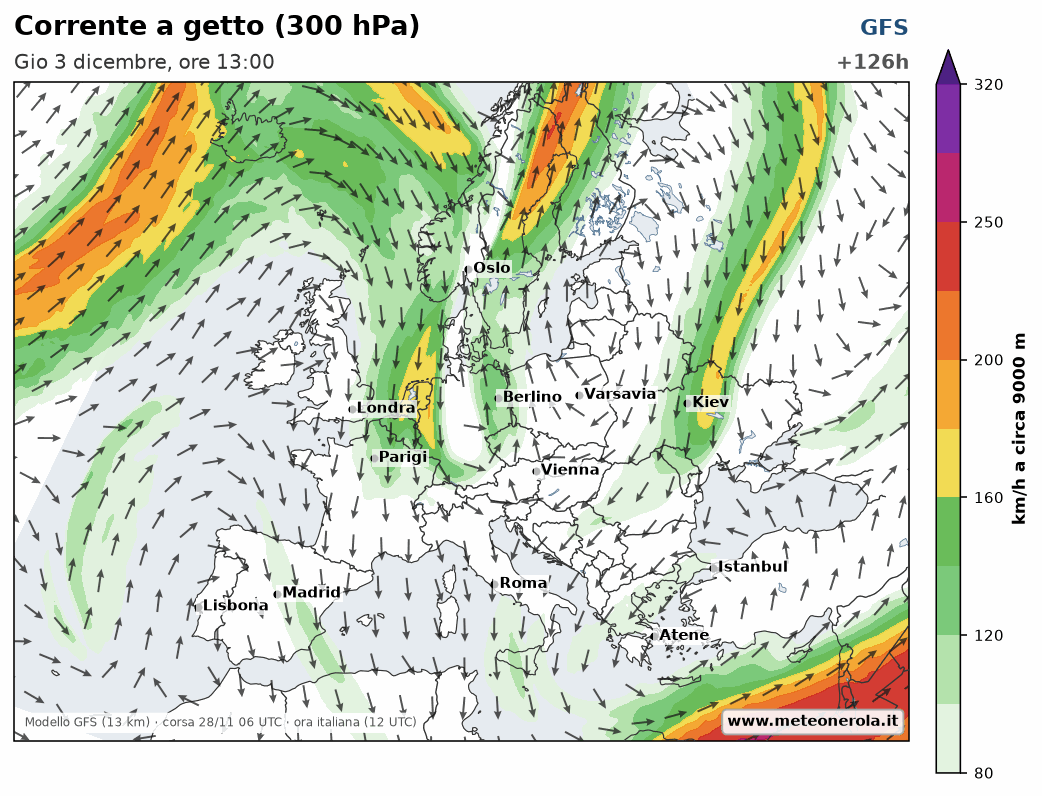 Corrente a getto (300 hPa)
GFS
Gio 3 dicembre, ore 13:00
+126h
320
250
200
160
120
80
km/h a circa 9000 m
Oslo
Londra
Berlino
Varsavia
Kiev
Parigi
Vienna
Istanbul
Roma
Madrid
Lisbona
Atene
Modello GFS (13 km) · corsa 28/11 06 UTC · ora italiana (12 UTC)
www.meteonerola.it